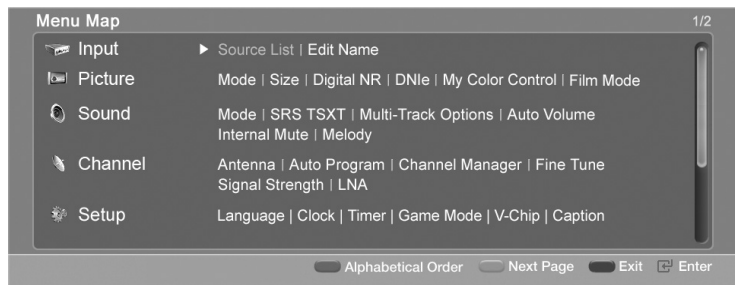 Menu Map 1/2
Input Source List | Edit Name
Picture Mode | Size | Digital NR | DNIe | My Color Control | Film Mode
Sound Mode | SRS TSXT | Multi-Track Options | Auto Volume
Internal Mute | Melody
Channel Antenna | Auto Program | Channel Manager | Fine Tune
Signal Strength | LNA
Setup Language | Clock | Timer | Game Mode | V-Chip | Caption
Alphabetical Order Next Page Exit Enter